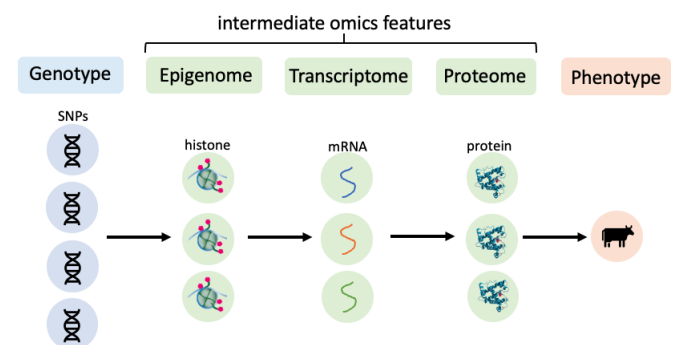 intermediate omics features
Genotype
Epigenome
Transcriptome
Proteome
Phenotype
SNPs
histone
mRNA
protein